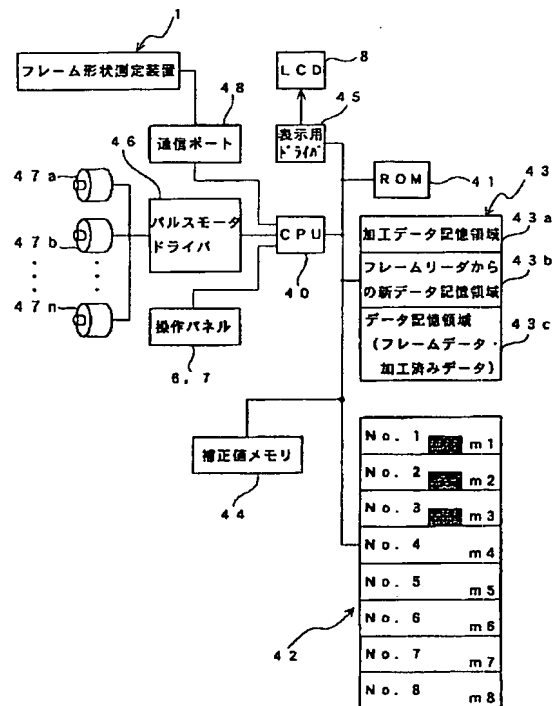 1
フレーム形状測定装置
8
LCD
48
45
通信ポート
表示用
ドライバ
46
47a
ROM
41
43
パルスモータ
ドライバ
47b
CPU
40
43a
加工データ記憶領域
43b
フレームリーダから
の新データ記憶領域
47n
操作パネル
6,7
データ記憶領域
(フレームデータ・
加工済みデータ)
43c
補正値メモリ
44
No.1 m1
No.2 m2
No.3 m3
No.4 m4
No.5 m5
No.6 m6
No.7 m7
No.8 m8
42